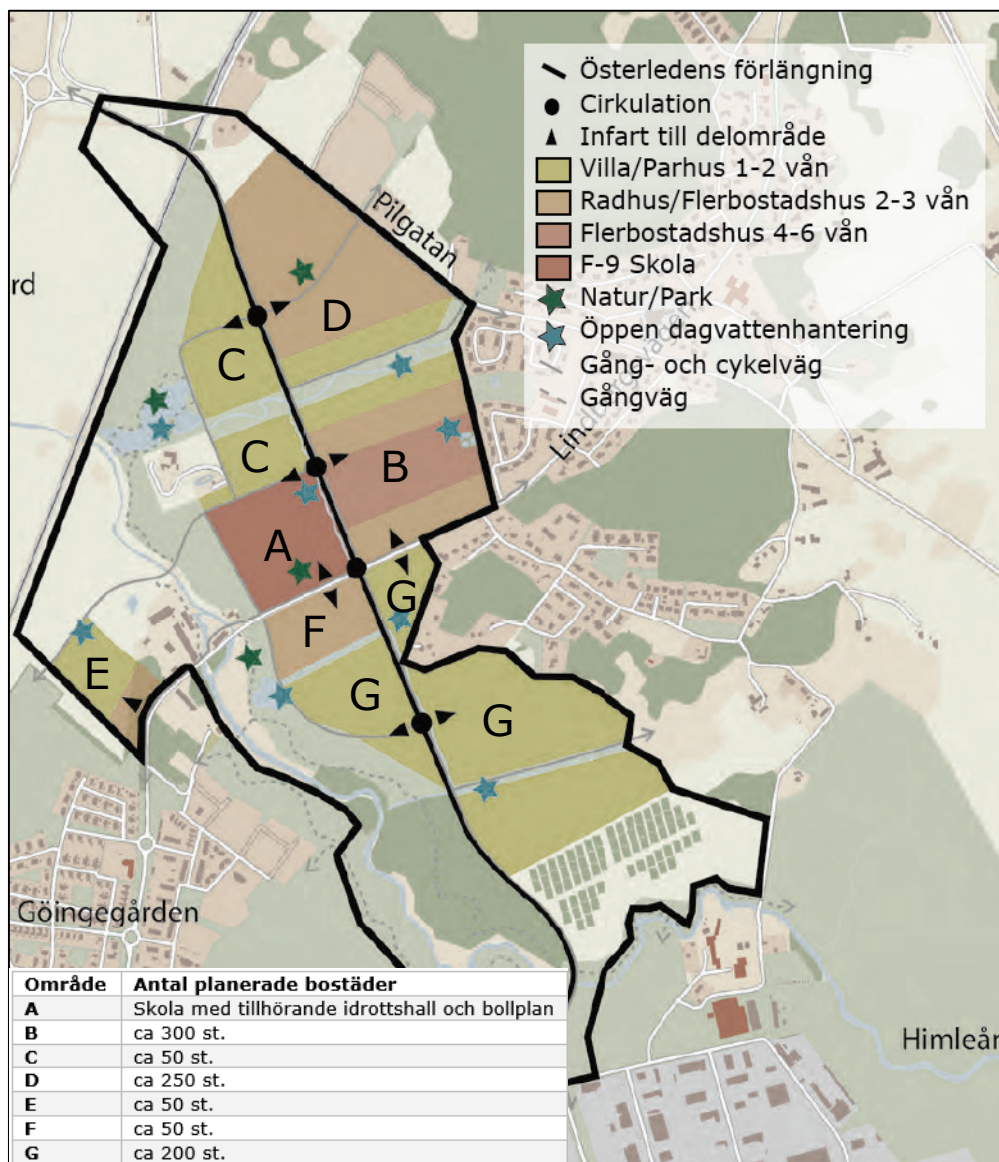 Österledens förlängning
Cirkulation
Infart till delområde
Villa/Parhus 1-2 vån
Radhus/Flerbostadshus 2-3 vån
Flerbostadshus 4-6 vån
F-9 Skola
Natur/Park
Öppen dagvattenhantering
Gång- och cykelväg
Gångväg
Pilgatan
rd
D
C
C
B
A
G
F
E
G
G
Göingegården
Himleån
Område Antal planerade bostäder
A Skola med tillhörande idrottshall och bollplan
B ca 300 st.
C ca 50 st.
D ca 250 st.
E ca 50 st.
F ca 50 st.
G ca 200 st.